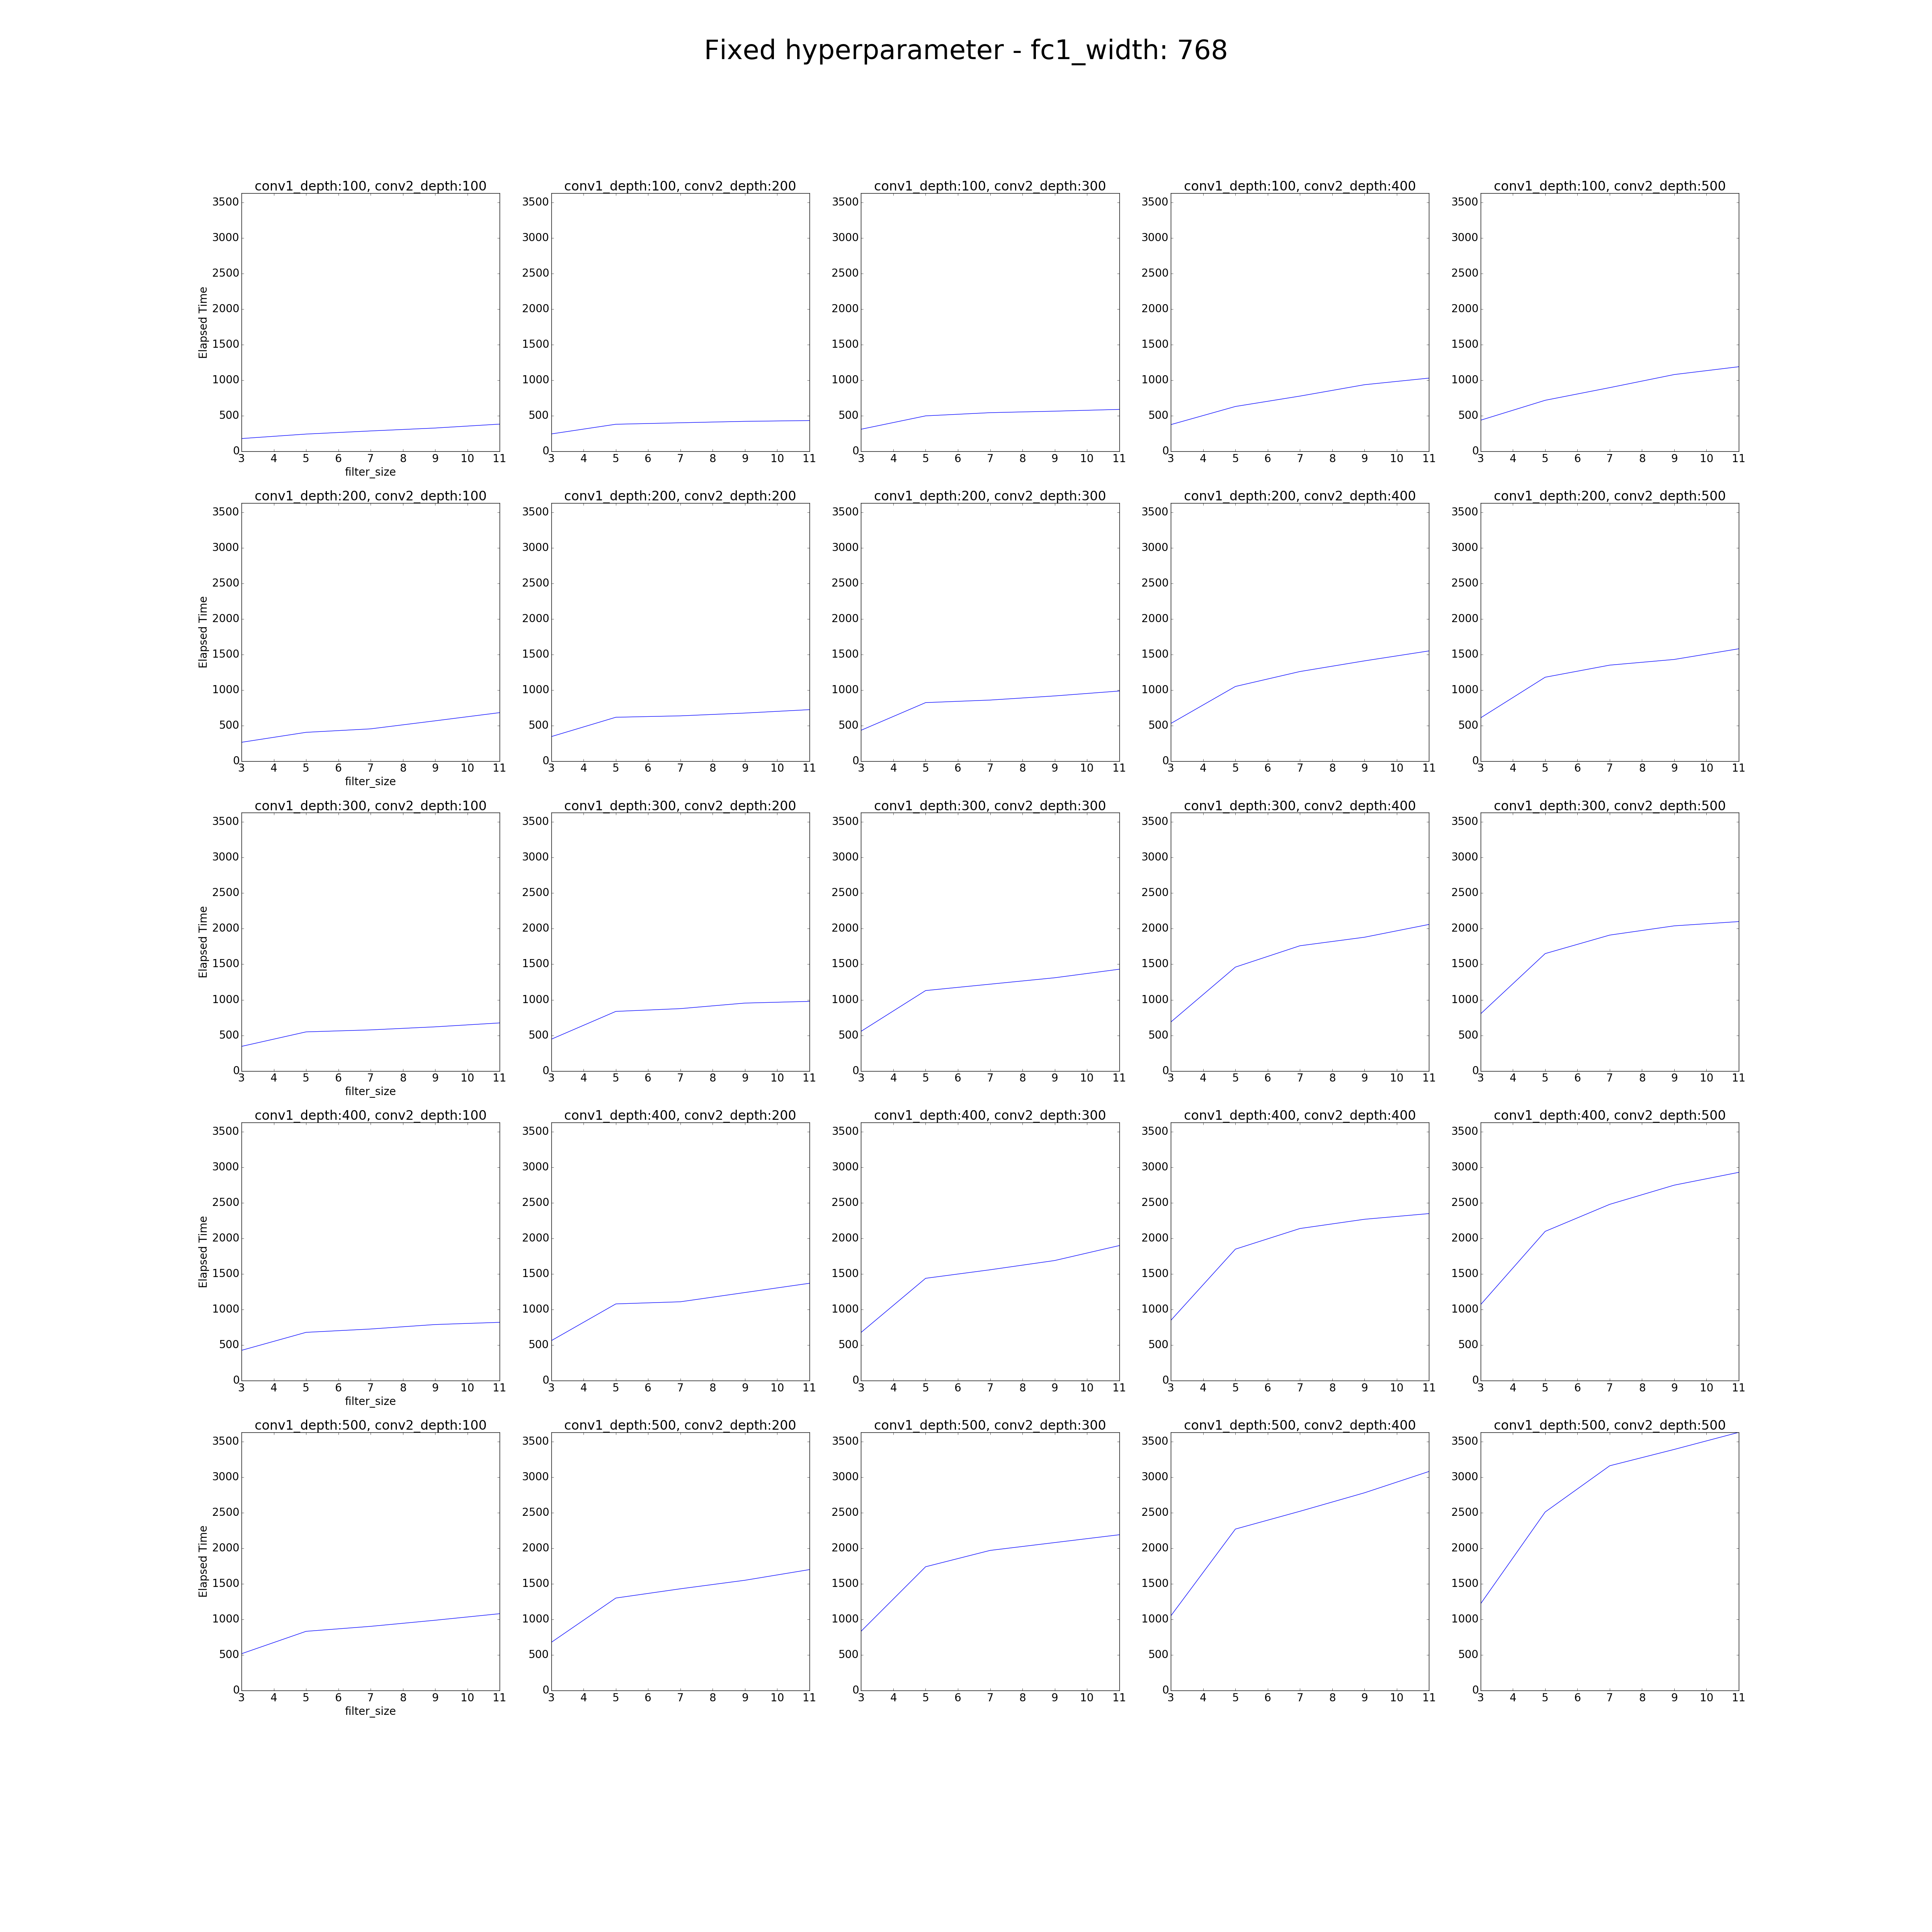 Fixed hyperparameter - fc1_width: 768
conv1_depth:100, conv2_depth:100 conv1_depth:100, conv2_depth:200 conv1_depth:100, conv2_depth:300 conv1_depth:100, conv2_depth:400 conv1_depth:100, conv2_depth:500
3500 3500 3500 3500 3500
3000 3000 3000 3000 3000
2500 2500 2500 2500 2500
2000 2000 2000 2000 2000
Elapsed Time
1500 1500 1500 1500 1500
1000 1000 1000 1000 1000
500 500 500 500 500
0 0 0 0 0
3 4 5 6 7 8 9 10 11 3 4 5 6 7 8 9 10 11 3 4 5 6 7 8 9 10 11 3 4 5 6 7 8 9 10 11 3 4 5 6 7 8 9 10 11
filter_size
conv1_depth:200, conv2_depth:100 conv1_depth:200, conv2_depth:200 conv1_depth:200, conv2_depth:300 conv1_depth:200, conv2_depth:400 conv1_depth:200, conv2_depth:500
3500 3500 3500 3500 3500
3000 3000 3000 3000 3000
2500 2500 2500 2500 2500
2000 2000 2000 2000 2000
Elapsed Time
1500 1500 1500 1500 1500
1000 1000 1000 1000 1000
500 500 500 500 500
0 0 0 0 0
3 4 5 6 7 8 9 10 11 3 4 5 6 7 8 9 10 11 3 4 5 6 7 8 9 10 11 3 4 5 6 7 8 9 10 11 3 4 5 6 7 8 9 10 11
filter_size
conv1_depth:300, conv2_depth:100 conv1_depth:300, conv2_depth:200 conv1_depth:300, conv2_depth:300 conv1_depth:300, conv2_depth:400 conv1_depth:300, conv2_depth:500
3500 3500 3500 3500 3500
3000 3000 3000 3000 3000
2500 2500 2500 2500 2500
2000 2000 2000 2000 2000
Elapsed Time
1500 1500 1500 1500 1500
1000 1000 1000 1000 1000
500 500 500 500 500
0 0 0 0 0
3 4 5 6 7 8 9 10 11 3 4 5 6 7 8 9 10 11 3 4 5 6 7 8 9 10 11 3 4 5 6 7 8 9 10 11 3 4 5 6 7 8 9 10 11
filter_size
conv1_depth:400, conv2_depth:100 conv1_depth:400, conv2_depth:200 conv1_depth:400, conv2_depth:300 conv1_depth:400, conv2_depth:400 conv1_depth:400, conv2_depth:500
3500 3500 3500 3500 3500
3000 3000 3000 3000 3000
2500 2500 2500 2500 2500
2000 2000 2000 2000 2000
Elapsed Time
1500 1500 1500 1500 1500
1000 1000 1000 1000 1000
500 500 500 500 500
0 0 0 0 0
3 4 5 6 7 8 9 10 11 3 4 5 6 7 8 9 10 11 3 4 5 6 7 8 9 10 11 3 4 5 6 7 8 9 10 11 3 4 5 6 7 8 9 10 11
filter_size
conv1_depth:500, conv2_depth:100 conv1_depth:500, conv2_depth:200 conv1_depth:500, conv2_depth:300 conv1_depth:500, conv2_depth:400 conv1_depth:500, conv2_depth:500
3500 3500 3500 3500 3500
3000 3000 3000 3000 3000
2500 2500 2500 2500 2500
2000 2000 2000 2000 2000
Elapsed Time
1500 1500 1500 1500 1500
1000 1000 1000 1000 1000
500 500 500 500 500
0 0 0 0 0
3 4 5 6 7 8 9 10 11 3 4 5 6 7 8 9 10 11 3 4 5 6 7 8 9 10 11 3 4 5 6 7 8 9 10 11 3 4 5 6 7 8 9 10 11
filter_size